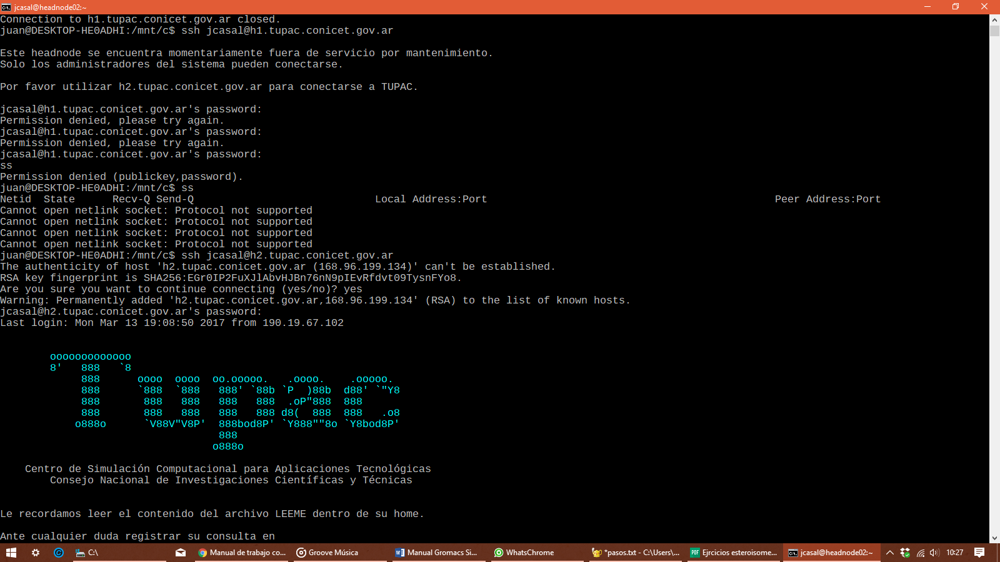 jcasal@headnode02:~
Connection to h1.tupac.conicet.gov.ar closed.
juan@DESKTOP-HE0ADHI:/mnt/c$ ssh jcasal@h1.tupac.conicet.gov.ar
Este headnode se encuentra momentariamente fuera de servicio por mantenimiento.
Solo los administradores del sistema pueden conectarse.
Por favor utilizar h2.tupac.conicet.gov.ar para conectarse a TUPAC.
jcasal@h1.tupac.conicet.gov.ar's password:
Permission denied, please try again.
jcasal@h1.tupac.conicet.gov.ar's password:
Permission denied, please try again.
jcasal@h1.tupac.conicet.gov.ar's password:
ss
Permission denied (publickey,password).
juan@DESKTOP-HE0ADHI:/mnt/c$ ss
Netid  State      Recv-Q Send-Q                             Local Address:Port                                              Peer Address:Port
Cannot open netlink socket: Protocol not supported
Cannot open netlink socket: Protocol not supported
Cannot open netlink socket: Protocol not supported
Cannot open netlink socket: Protocol not supported
juan@DESKTOP-HE0ADHI:/mnt/c$ ssh jcasal@h2.tupac.conicet.gov.ar
The authenticity of host 'h2.tupac.conicet.gov.ar (168.96.199.134)' can't be established.
RSA key fingerprint is SHA256:EGr0IP2FuXJlAbvHJBn76nN9pIEvRfdvt09TysnFYo8.
Are you sure you want to continue connecting (yes/no)? yes
Warning: Permanently added 'h2.tupac.conicet.gov.ar,168.96.199.134' (RSA) to the list of known hosts.
jcasal@h2.tupac.conicet.gov.ar's password:
Last login: Mon Mar 13 19:08:50 2017 from 190.19.67.102
        ooooooooooooo
        8'   888   `8
             888      oooo  oooo  oo.ooooo.   .oooo.    .ooooo.
             888      `888  `888   888' `88b `P  )88b  d88' `"Y8
             888       888   888   888   888  .oP"888  888
             888       888   888   888   888 d8(  888  888   .o8
            o888o      `V88V"V8P'  888bod8P' `Y888""8o `Y8bod8P'
                                   888
                                  o888o
    Centro de Simulación Computacional para Aplicaciones Tecnológicas
        Consejo Nacional de Investigaciones Científicas y Técnicas
Le recordamos leer el contenido del archivo LEEME dentro de su home.
Ante cualquier duda registrar su consulta en
C:\ Manual de trabajo co... Groove Música Manual Gromacs Si... WhatsChrome *pasos.txt - C:\Users\... Ejrcicios esteroisome... jcasal@headnode02:~ 10:27